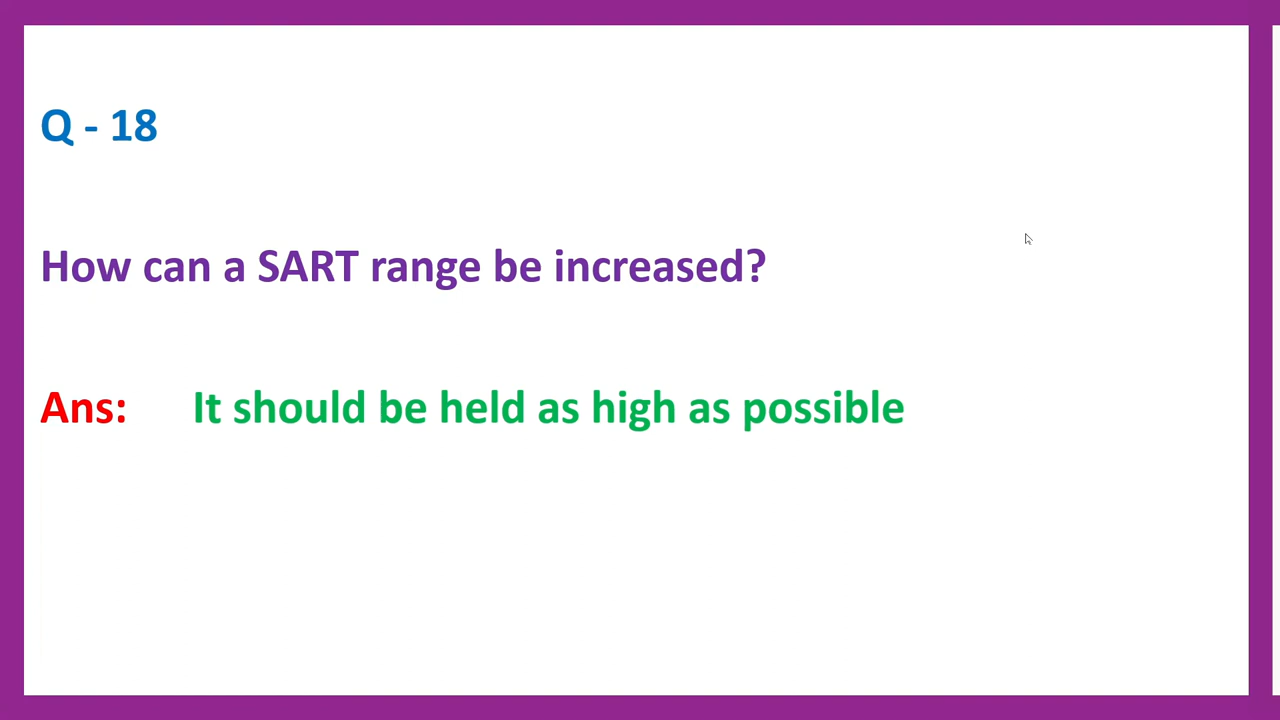 Q - 18
How can a SART range be increased?
Ans: It should be held as high as possible